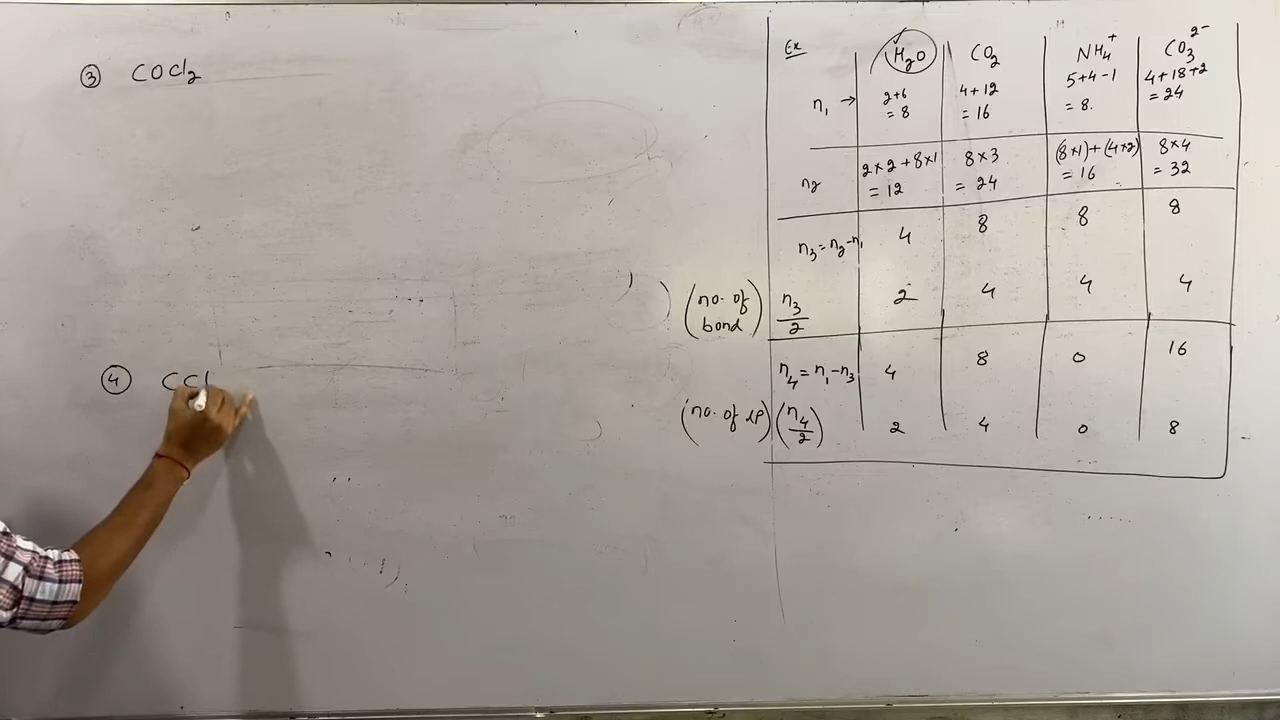 ③ COCl₂
④ CCl
Ex H₂O CO₂ NH₄⁺ CO₃²⁻
n₁ → 2+6 = 8 4+12 = 16 5+4-1 = 8. 4+18+2 = 24
n₂ 2×2+8×1 = 12 8×3 = 24 (8×1)+(4×2) = 16 8×4 = 32
n₃=n₂-n₁ 4 8 8 8
(no. of bond) n₃/2 2 4 4 4
n₄=n₁-n₃ 4 8 0 16
(no. of lp) (n₄/2) 2 4 0 8